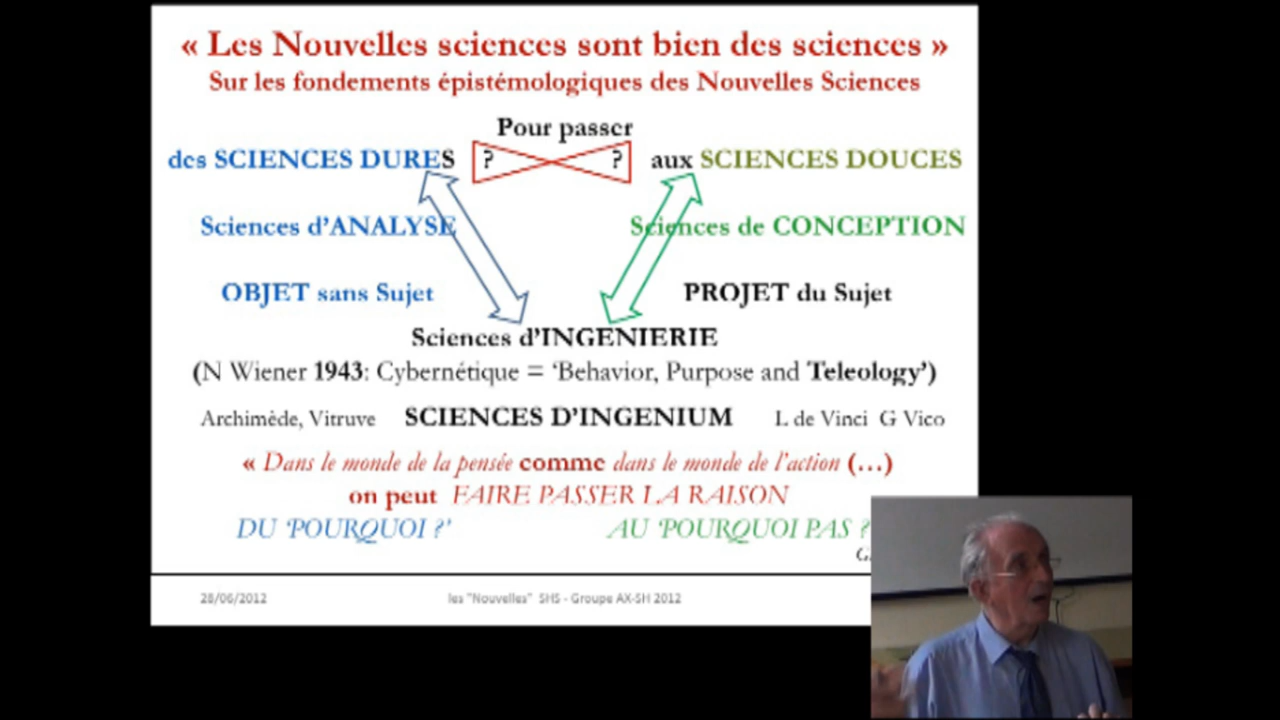 « Les Nouvelles sciences sont bien des sciences »
Sur les fondements épistémologiques des Nouvelles Sciences
Pour passer
des SCIENCES DURES ? ? aux SCIENCES DOUCES
Sciences d'ANALYSE Sciences de CONCEPTION
OBJET sans Sujet PROJET du Sujet
Sciences d'INGENIERIE
(N Wiener 1943: Cybernétique = 'Behavior, Purpose and Teleology')
Archimède, Vitruve SCIENCES D'INGENIUM L de Vinci G Vico
« Dans le monde de la pensée comme dans le monde de l'action (…)
on peut FAIRE PASSER LA RAISON
DU 'POURQUOI ?' AU 'POURQUOI PAS ?
28/06/2012 les "Nouvelles" SHS - Groupe AX-SH 2012